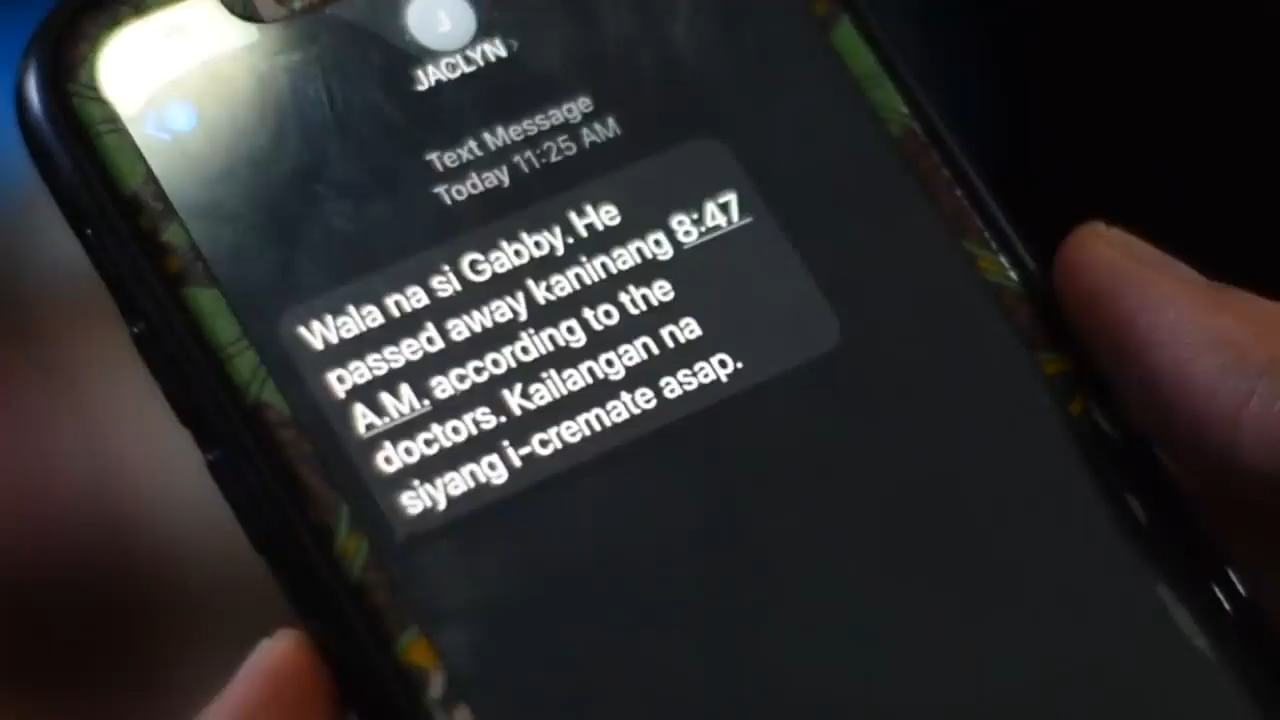 J
JACLYN
Text Message
Today 11:25 AM
Wala na si Gabby. He
passed away kaninang 8:47
A.M. according to the
doctors. Kailangan na
siyang i-cremate asap.